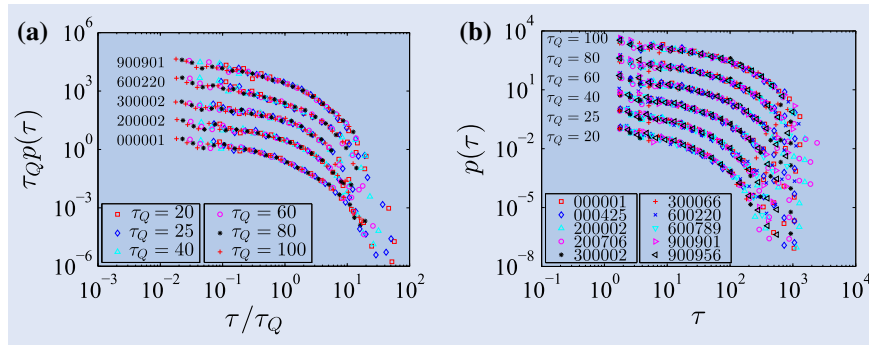 (a)
10^6
10^3
10^0
10^{-3}
10^{-6}
τ_Q p(τ)
900901
600220
300002
200002
000001
τ_Q = 20
τ_Q = 25
τ_Q = 40
τ_Q = 60
τ_Q = 80
τ_Q = 100
10^{-3}
10^{-2}
10^{-1}
10^0
10^1
10^2
τ/τ_Q
(b)
10^4
10^1
10^{-2}
10^{-5}
10^{-8}
p(τ)
τ_Q = 100
τ_Q = 80
τ_Q = 60
τ_Q = 40
τ_Q = 25
τ_Q = 20
000001
000425
200002
200706
300002
300066
600220
600789
900901
900956
10^0
10^1
10^2
10^3
10^4
τ